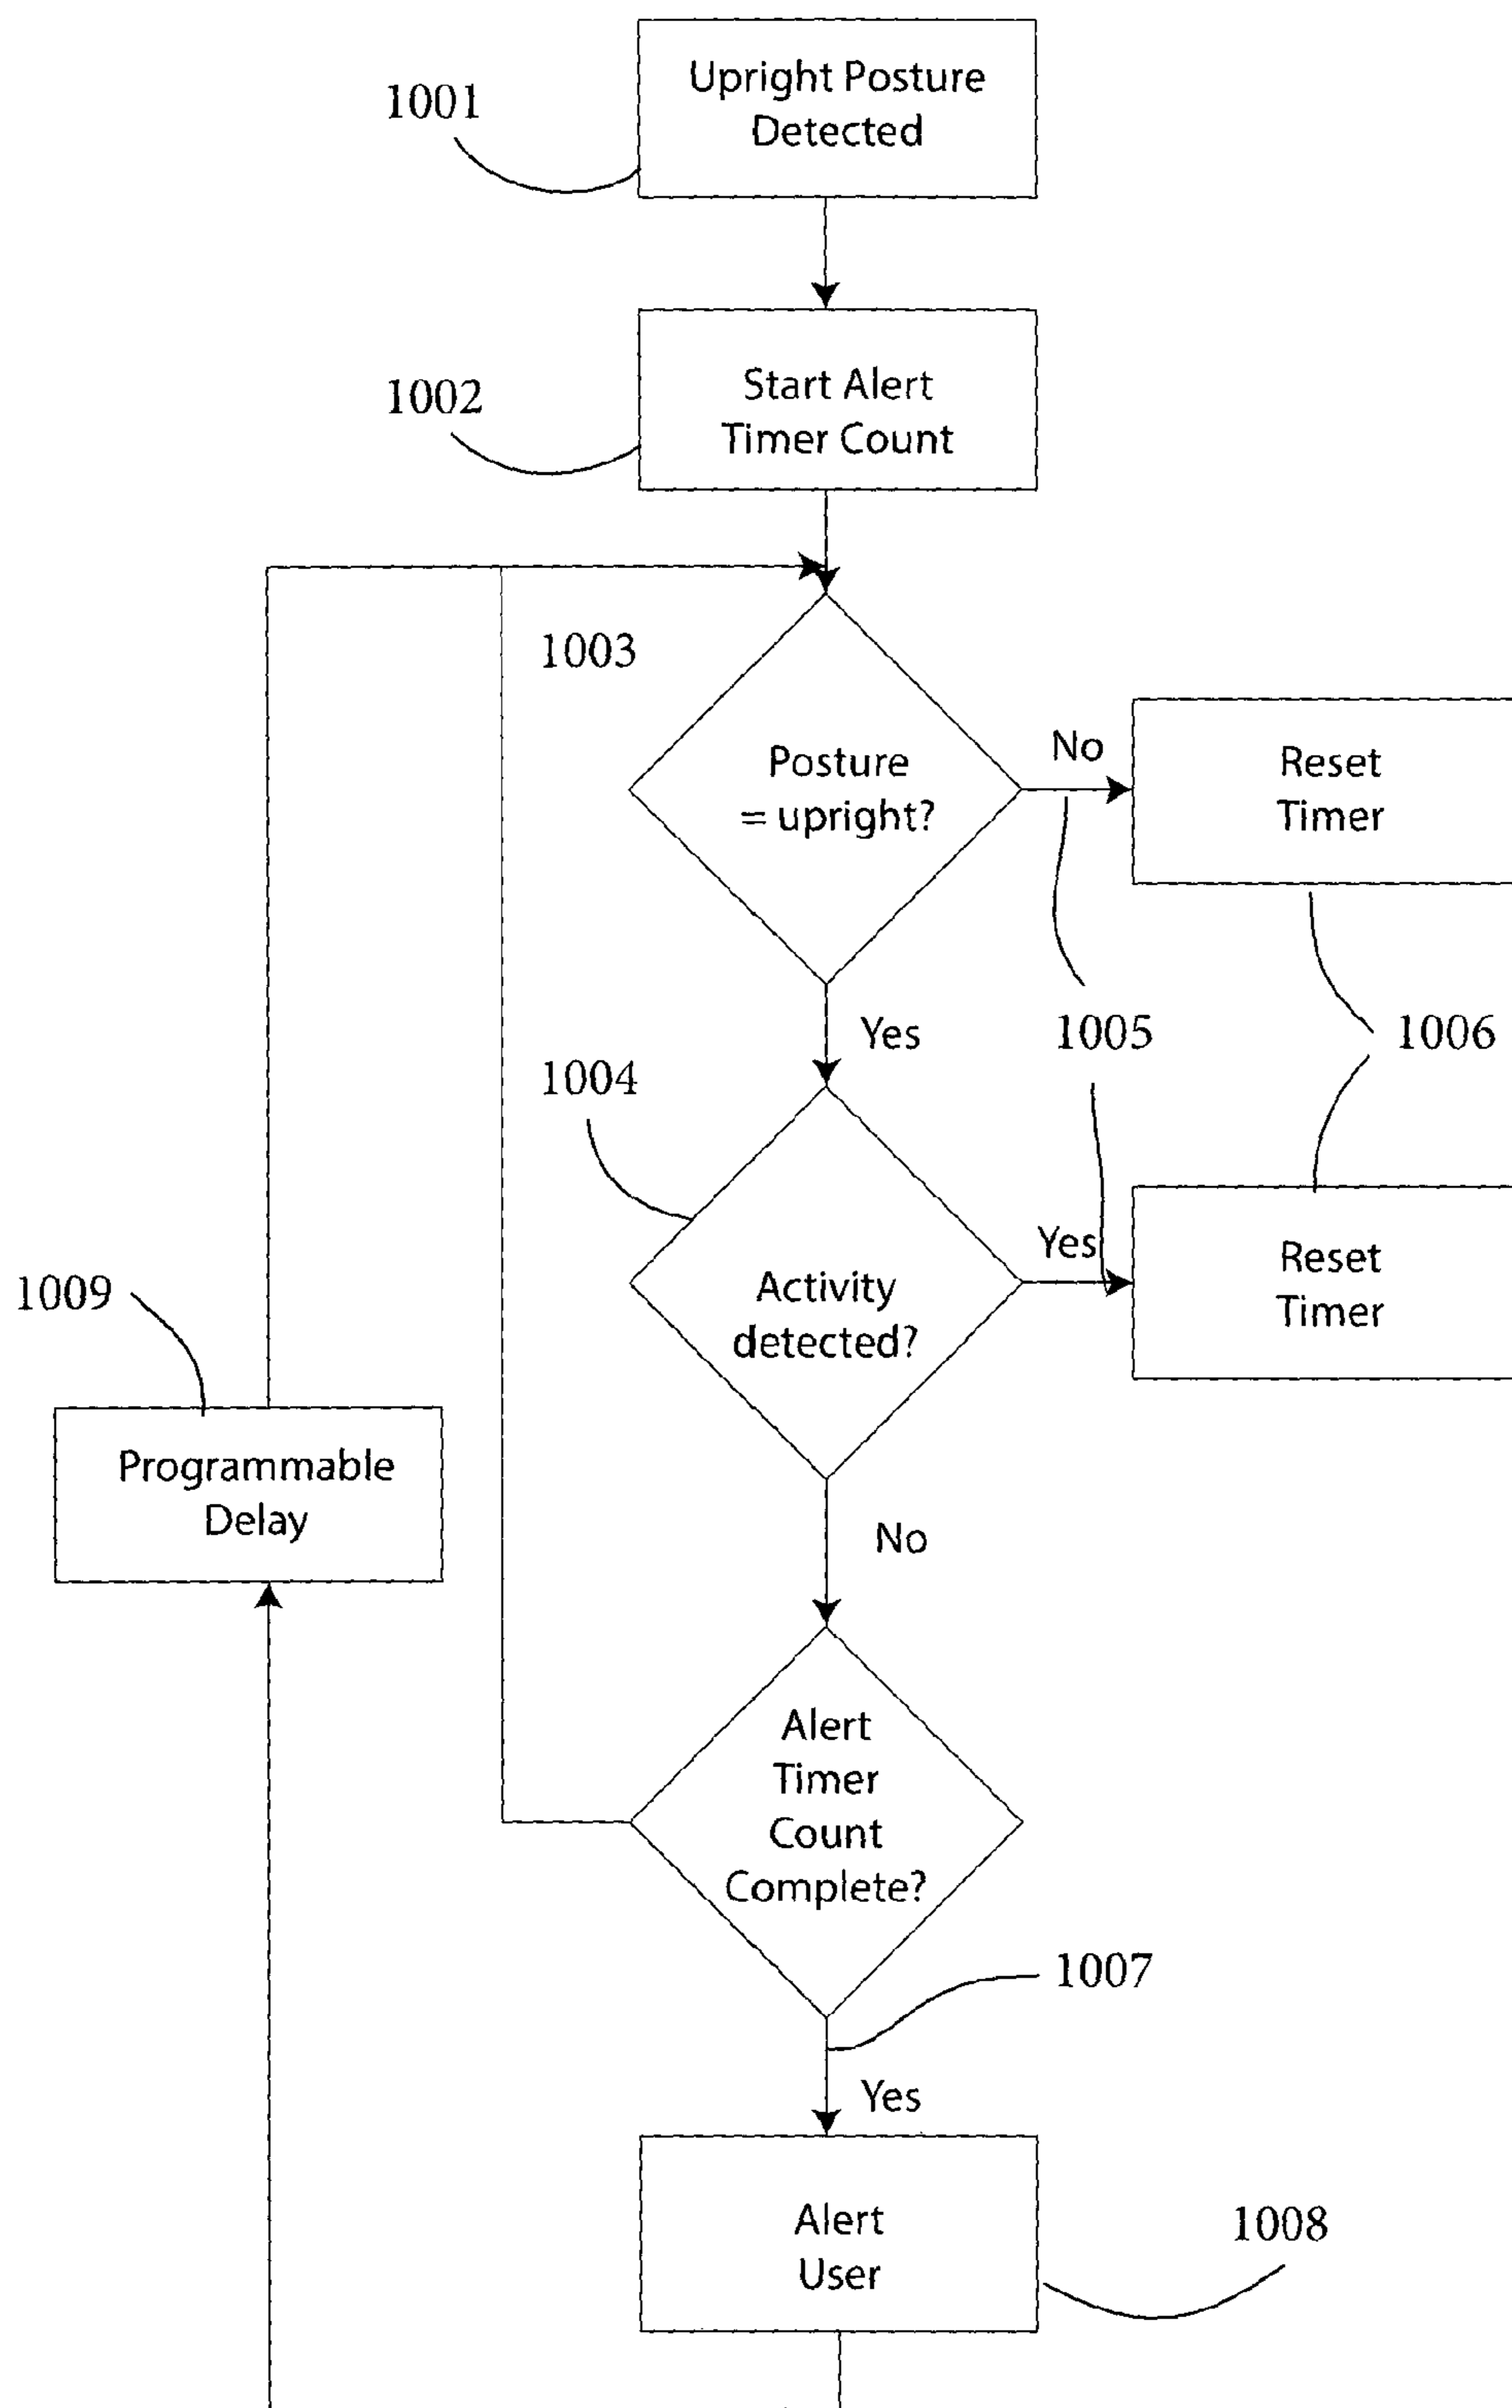 1001
Upright Posture
Detected
1002
Start Alert
Timer Count
1003
Posture
= upright?
No
Reset
Timer
Yes
1005
1006
1004
Activity
detected?
Yes
Reset
Timer
1009
Programmable
Delay
No
Alert
Timer
Count
Complete?
1007
Yes
Alert
User
1008